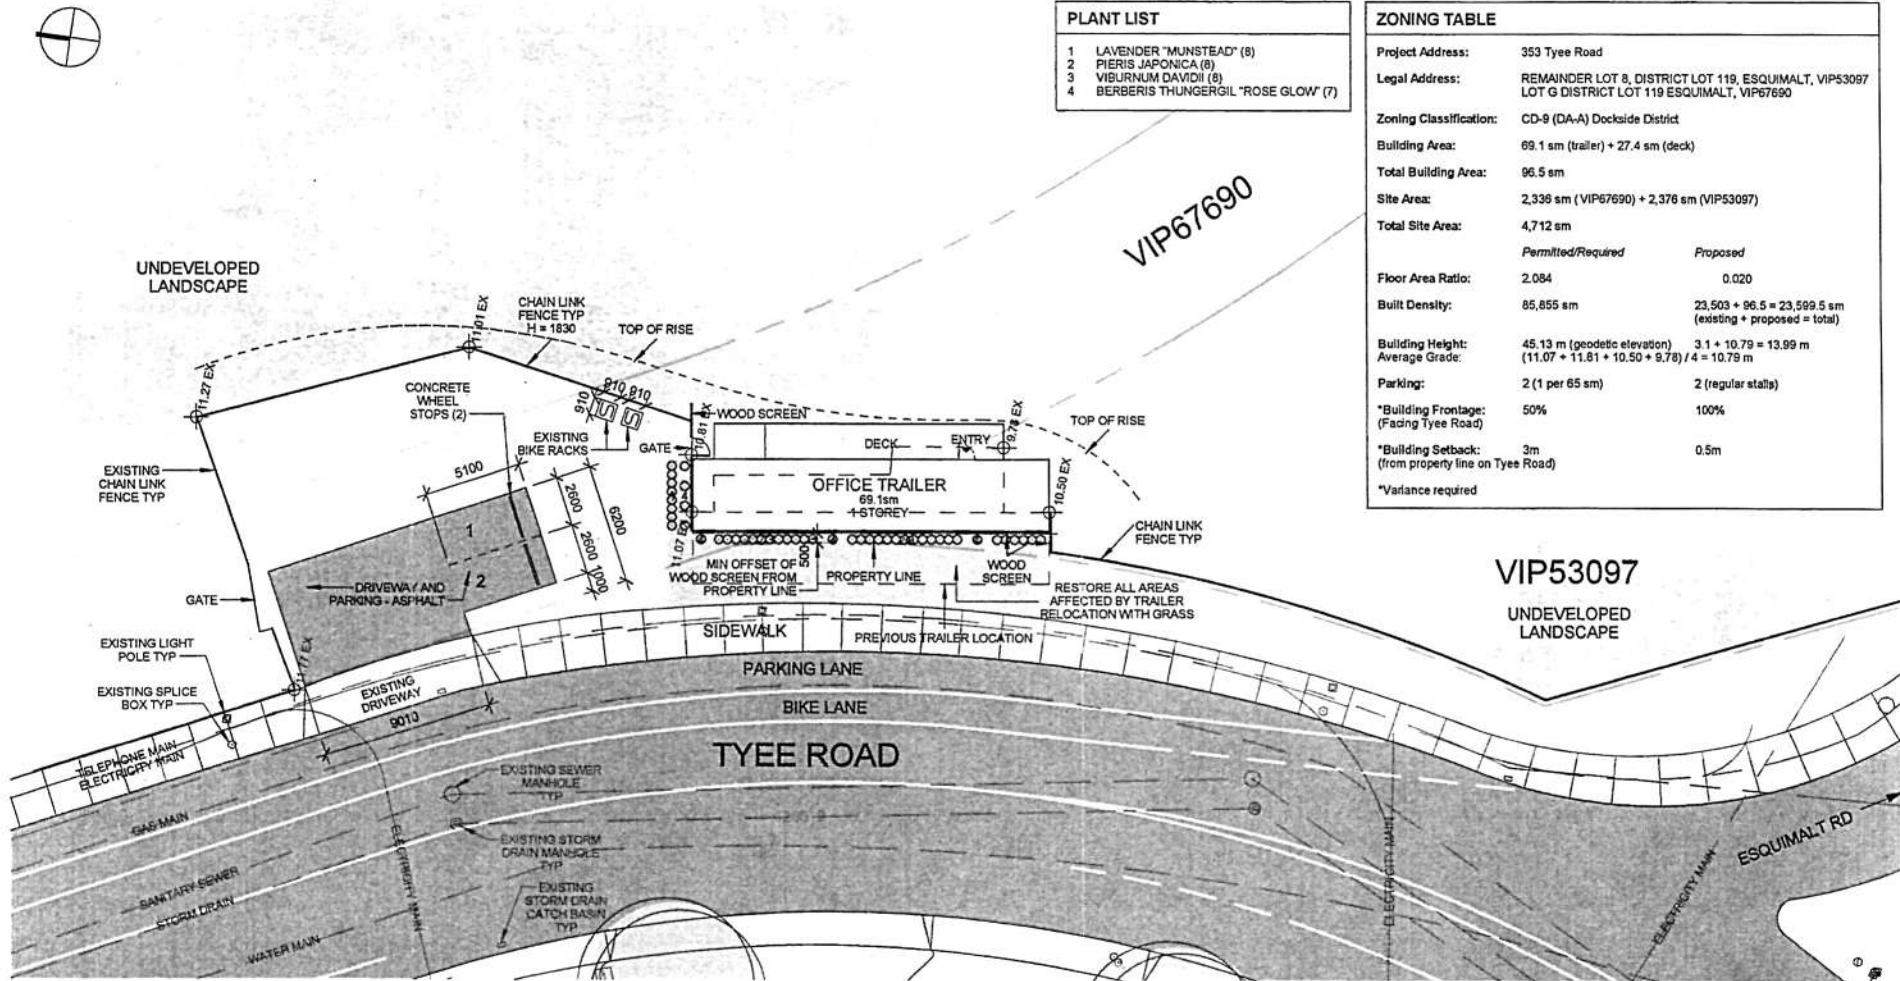 PLANT LIST
1 LAVENDER "MUNSTEAD" (8)
2 PIERIS JAPONICA (8)
3 VIBURNUM DAVIDII (8)
4 BERBERIS THUNGERGIL "ROSE GLOW" (7)
ZONING TABLE
Project Address: 353 Tyee Road
Legal Address: REMAINDER LOT 8, DISTRICT LOT 119, ESQUIMALT, VIP53097
LOT G DISTRICT LOT 119 ESQUIMALT, VIP67690
Zoning Classification: CD-9 (DA-A) Dockside District
Building Area: 69.1 sm (trailer) + 27.4 sm (deck)
Total Building Area: 96.5 sm
Site Area: 2,336 sm ( VIP67690) + 2,376 sm (VIP53097)
Total Site Area: 4,712 sm
Permitted/Required Proposed
Floor Area Ratio: 2.084 0.020
Built Density: 85,855 sm 23,503 + 96.5 = 23,599.5 sm
(existing + proposed = total)
Building Height: 45.13 m (geodetic elevation) 3.1 + 10.79 = 13.99 m
Average Grade: (11.07 + 11.81 + 10.50 + 9.78) / 4 = 10.79 m
Parking: 2 (1 per 65 sm) 2 (regular stalls)
*Building Frontage: 50% 100%
(Facing Tyee Road)
*Building Setback: 3m 0.5m
(from property line on Tyee Road)
*Variance required
VIP67690
UNDEVELOPED
LANDSCAPE
CHAIN LINK
FENCE TYP
H = 1830
TOP OF RISE
11.01 EX
11.27 EX
CONCRETE
WHEEL
STOPS (2)
910
910
910
WOOD SCREEN
10.81 EX
9.78 EX
TOP OF RISE
EXISTING
BIKE RACKS
GATE
DECK
ENTRY
EXISTING
CHAIN LINK
FENCE TYP
5100
2600
6200
2600
1000
OFFICE TRAILER
69.1sm
1 STOREY
10.50 EX
11.07 EX
1
2
CHAIN LINK
FENCE TYP
500
MIN OFFSET OF
WOOD SCREEN FROM
PROPERTY LINE
PROPERTY LINE
WOOD
SCREEN
DRIVEWAY AND
PARKING - ASPHALT
GATE
RESTORE ALL AREAS
AFFECTED BY TRAILER
RELOCATION WITH GRASS
VIP53097
UNDEVELOPED
LANDSCAPE
SIDEWALK
PREVIOUS TRAILER LOCATION
EXISTING LIGHT
POLE TYP
11.77 EX
PARKING LANE
EXISTING SPLICE
BOX TYP
EXISTING
DRIVEWAY
9010
BIKE LANE
TYEE ROAD
TELEPHONE MAIN
ELECTRICITY MAIN
EXISTING SEWER
MANHOLE
TYP
GAS MAIN
EXISTING STORM
DRAIN MANHOLE
TYP
ELECTRICITY MAIN
ELECTRICITY MAIN
ELECTRICITY MAIN
ESQUIMALT RD
SANITARY SEWER
STORM DRAIN
EXISTING
STORM DRAIN
CATCH BASIN
TYP
WATER MAIN